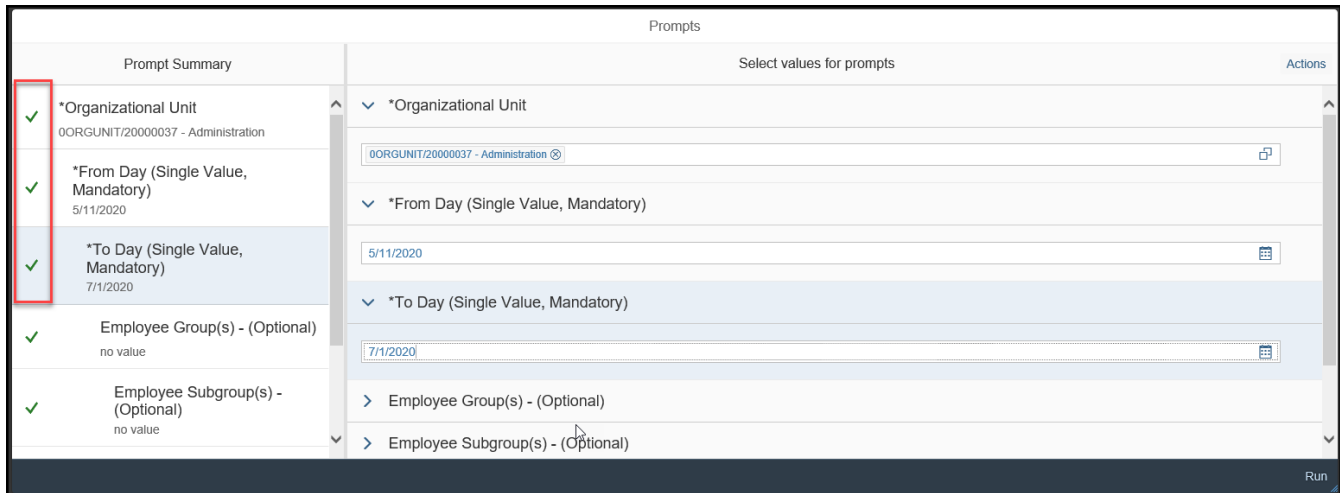 Prompts
Prompt Summary
*Organizational Unit
0ORGUNIT/20000037 - Administration
*From Day (Single Value,
Mandatory)
5/11/2020
*To Day (Single Value,
Mandatory)
7/1/2020
Employee Group(s) - (Optional)
no value
Employee Subgroup(s) -
(Optional)
no value
Select values for prompts
Actions
*Organizational Unit
0ORGUNIT/20000037 - Administration
*From Day (Single Value, Mandatory)
5/11/2020
*To Day (Single Value, Mandatory)
7/1/2020
Employee Group(s) - (Optional)
Employee Subgroup(s) - (Optional)
Run